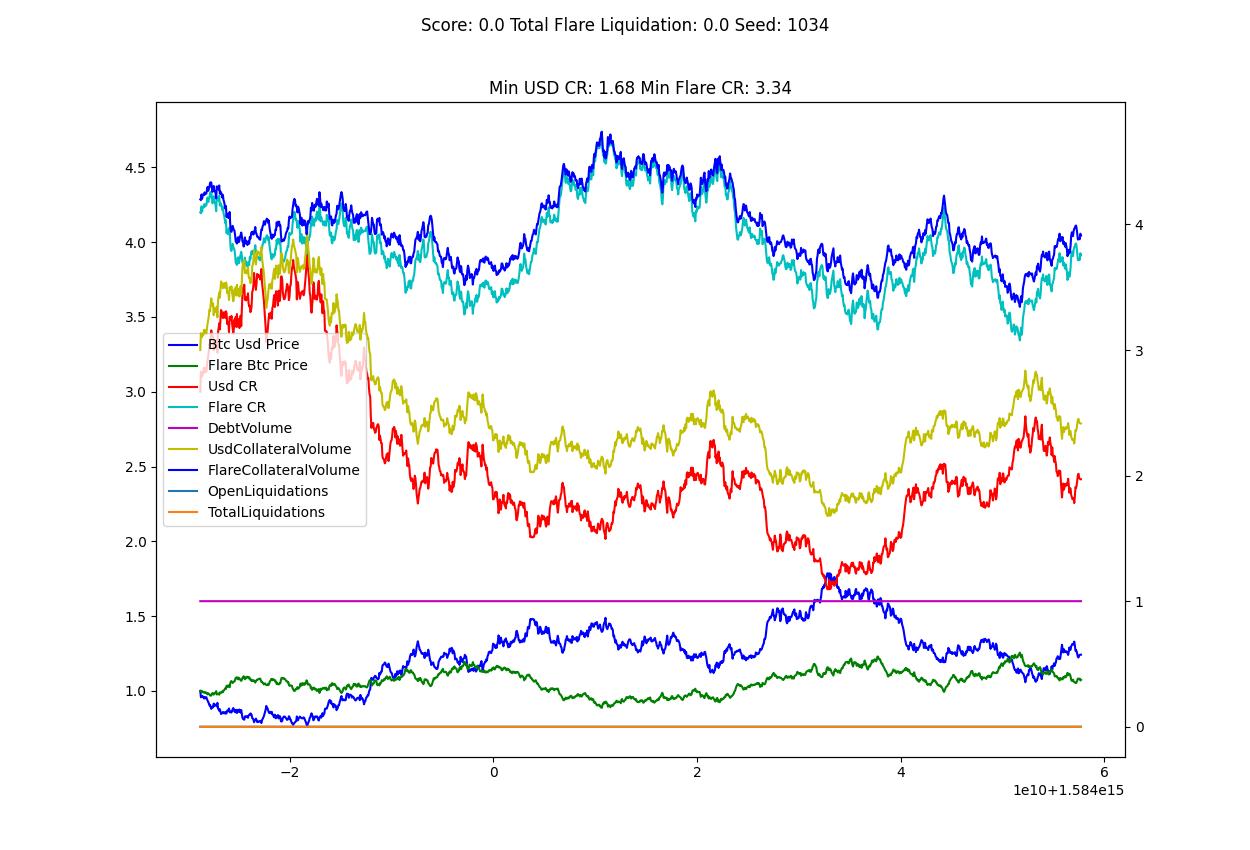 Score: 0.0 Total Flare Liquidation: 0.0 Seed: 1034
Min USD CR: 1.68 Min Flare CR: 3.34
4.5
4.0
3.5
3.0
2.5
2.0
1.5
1.0
Btc Usd Price
Flare Btc Price
Usd CR
Flare CR
DebtVolume
UsdCollateralVolume
FlareCollateralVolume
OpenLiquidations
TotalLiquidations
4
3
2
1
0
−2 0 2 4 6
1e10+1.584e15